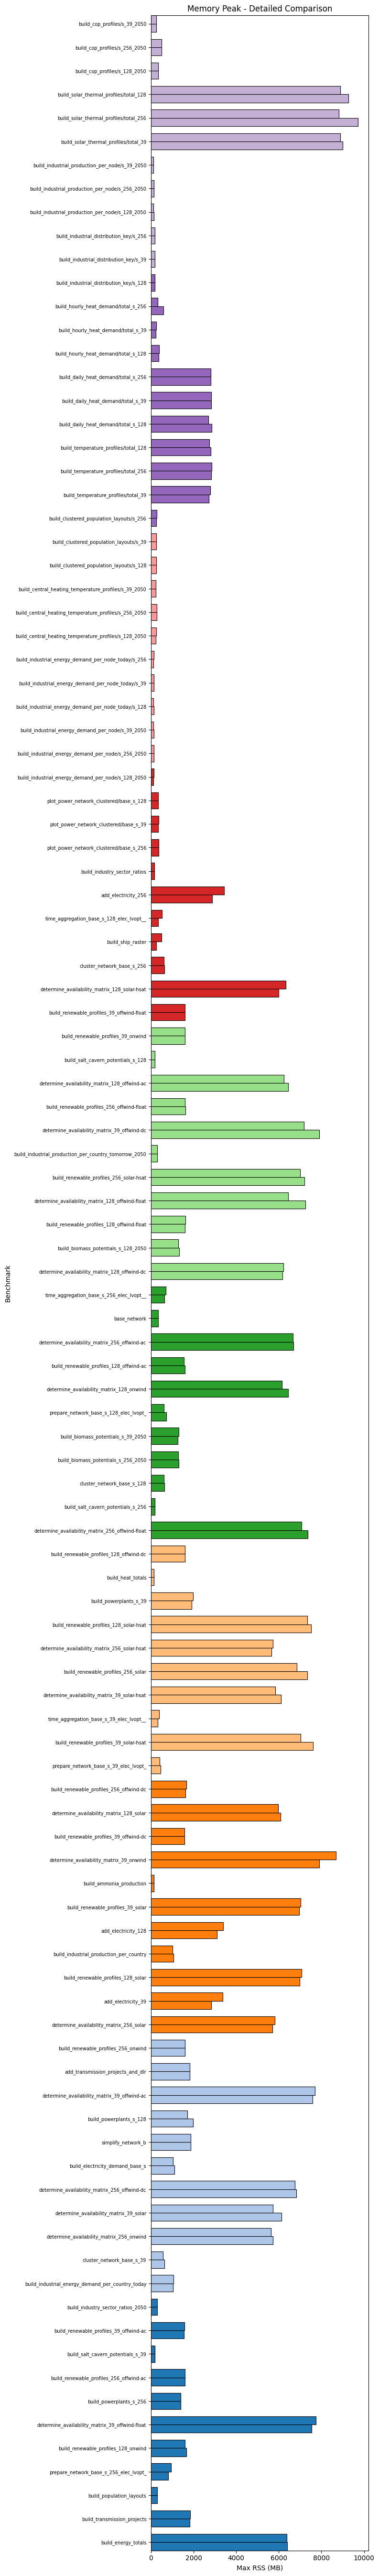 Memory Peak - Detailed Comparison
build_cop_profiles/s_39_2050
build_cop_profiles/s_256_2050
build_cop_profiles/s_128_2050
build_solar_thermal_profiles/total_128
build_solar_thermal_profiles/total_256
build_solar_thermal_profiles/total_39
build_industrial_production_per_node/s_39_2050
build_industrial_production_per_node/s_256_2050
build_industrial_production_per_node/s_128_2050
build_industrial_distribution_key/s_256
build_industrial_distribution_key/s_39
build_industrial_distribution_key/s_128
build_hourly_heat_demand/total_s_256
build_hourly_heat_demand/total_s_39
build_hourly_heat_demand/total_s_128
build_daily_heat_demand/total_s_256
build_daily_heat_demand/total_s_39
build_daily_heat_demand/total_s_128
build_temperature_profiles/total_128
build_temperature_profiles/total_256
build_temperature_profiles/total_39
build_clustered_population_layouts/s_256
build_clustered_population_layouts/s_39
build_clustered_population_layouts/s_128
build_central_heating_temperature_profiles/s_39_2050
build_central_heating_temperature_profiles/s_256_2050
build_central_heating_temperature_profiles/s_128_2050
build_industrial_energy_demand_per_node_today/s_256
build_industrial_energy_demand_per_node_today/s_39
build_industrial_energy_demand_per_node_today/s_128
build_industrial_energy_demand_per_node/s_39_2050
build_industrial_energy_demand_per_node/s_256_2050
build_industrial_energy_demand_per_node/s_128_2050
plot_power_network_clustered/base_s_128
plot_power_network_clustered/base_s_39
plot_power_network_clustered/base_s_256
build_industry_sector_ratios
add_electricity_256
time_aggregation_base_s_128_elec_lvopt__
build_ship_raster
cluster_network_base_s_256
determine_availability_matrix_128_solar-hsat
build_renewable_profiles_39_offwind-float
build_renewable_profiles_39_onwind
build_salt_cavern_potentials_s_128
determine_availability_matrix_128_offwind-ac
build_renewable_profiles_256_offwind-float
determine_availability_matrix_39_offwind-dc
build_industrial_production_per_country_tomorrow_2050
build_renewable_profiles_256_solar-hsat
determine_availability_matrix_128_offwind-float
build_renewable_profiles_128_offwind-float
build_biomass_potentials_s_128_2050
determine_availability_matrix_128_offwind-dc
time_aggregation_base_s_256_elec_lvopt__
base_network
determine_availability_matrix_256_offwind-ac
build_renewable_profiles_128_offwind-ac
determine_availability_matrix_128_onwind
prepare_network_base_s_128_elec_lvopt_
build_biomass_potentials_s_39_2050
build_biomass_potentials_s_256_2050
cluster_network_base_s_128
build_salt_cavern_potentials_s_256
determine_availability_matrix_256_offwind-float
build_renewable_profiles_128_offwind-dc
build_heat_totals
build_powerplants_s_39
build_renewable_profiles_128_solar-hsat
determine_availability_matrix_256_solar-hsat
build_renewable_profiles_256_solar
determine_availability_matrix_39_solar-hsat
time_aggregation_base_s_39_elec_lvopt__
build_renewable_profiles_39_solar-hsat
prepare_network_base_s_39_elec_lvopt_
build_renewable_profiles_256_offwind-dc
determine_availability_matrix_128_solar
build_renewable_profiles_39_offwind-dc
determine_availability_matrix_39_onwind
build_ammonia_production
build_renewable_profiles_39_solar
add_electricity_128
build_industrial_production_per_country
build_renewable_profiles_128_solar
add_electricity_39
determine_availability_matrix_256_solar
build_renewable_profiles_256_onwind
add_transmission_projects_and_dlr
determine_availability_matrix_39_offwind-ac
build_powerplants_s_128
simplify_network_b
build_electricity_demand_base_s
determine_availability_matrix_256_offwind-dc
determine_availability_matrix_39_solar
determine_availability_matrix_256_onwind
cluster_network_base_s_39
build_industrial_energy_demand_per_country_today
build_industry_sector_ratios_2050
build_renewable_profiles_39_offwind-ac
build_salt_cavern_potentials_s_39
build_renewable_profiles_256_offwind-ac
build_powerplants_s_256
determine_availability_matrix_39_offwind-float
build_renewable_profiles_128_onwind
prepare_network_base_s_256_elec_lvopt_
build_population_layouts
build_transmission_projects
build_energy_totals
Benchmark
0 2000 4000 6000 8000 10000
Max RSS (MB)